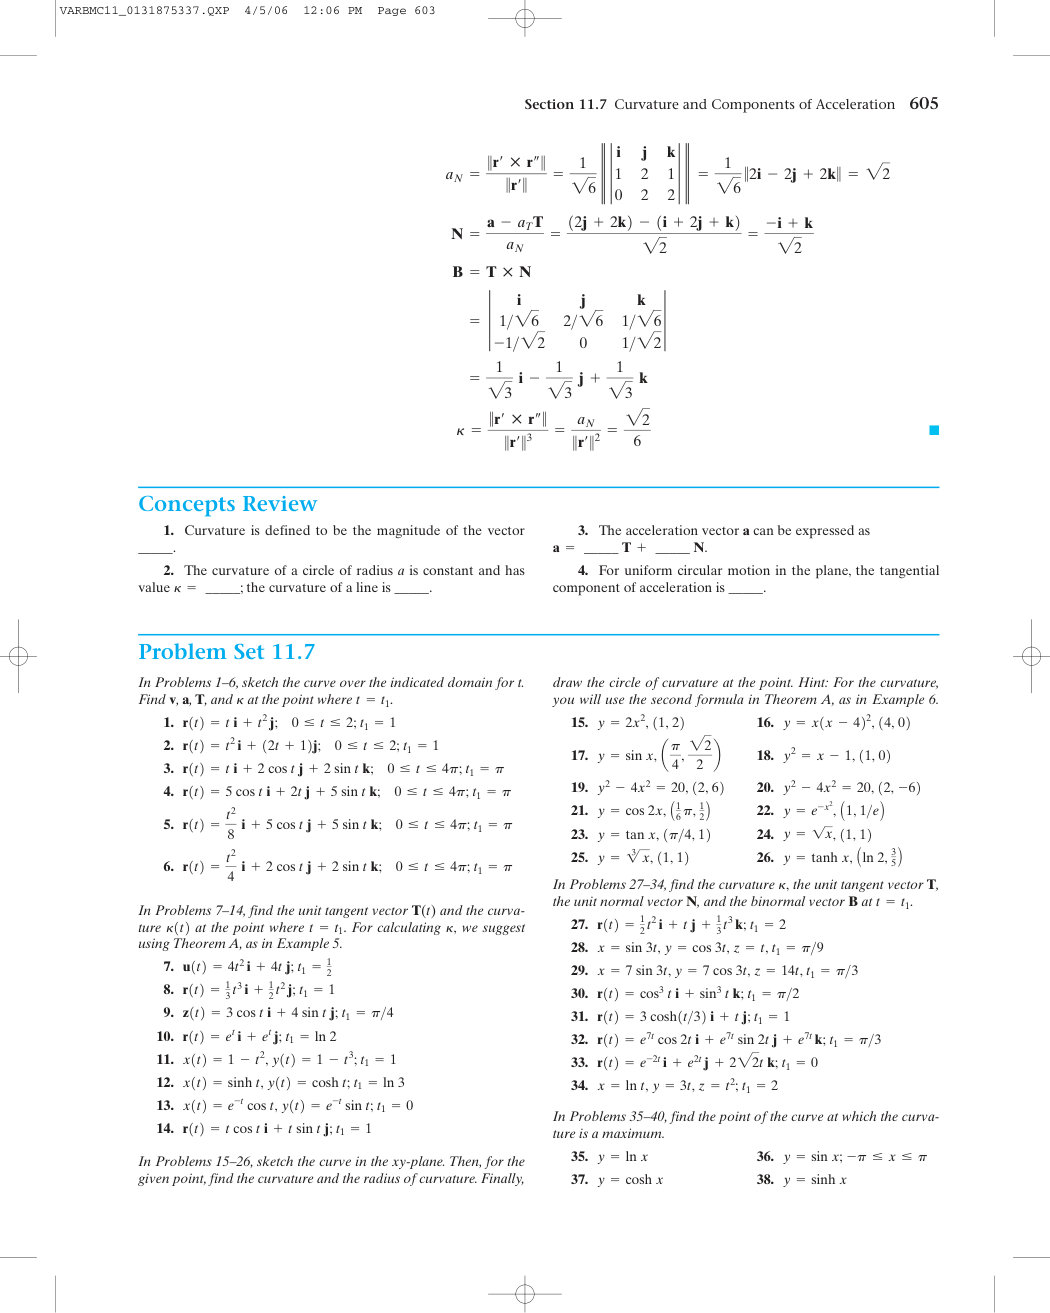 VARBMC11_0131875337.QXP 4/5/06 12:06 PM Page 603
Section 11.7 Curvature and Components of Acceleration 605
a_N = ‖r′ × r″‖ / ‖r′‖ = 1/√6 ‖ | i j k | 1 2 1 | 0 2 2 | ‖ = 1/√6 ‖2i − 2j + 2k‖ = √2
N = (a − a_T T) / a_N = ((2j + 2k) − (i + 2j + k)) / √2 = (−i + k) / √2
B = T × N
= | i j k | 1/√6 2/√6 1/√6 | −1/√2 0 1/√2 |
= 1/√3 i − 1/√3 j + 1/√3 k
κ = ‖r′ × r″‖ / ‖r′‖³ = a_N / ‖r′‖² = √2 / 6
Concepts Review
1. Curvature is defined to be the magnitude of the vector
_____.
2. The curvature of a circle of radius a is constant and has
value κ = _____; the curvature of a line is _____.
3. The acceleration vector a can be expressed as
a = _____ T + _____ N.
4. For uniform circular motion in the plane, the tangential
component of acceleration is _____.
Problem Set 11.7
In Problems 1–6, sketch the curve over the indicated domain for t.
Find v, a, T, and κ at the point where t = t₁.
1. r(t) = t i + t² j; 0 ≤ t ≤ 2; t₁ = 1
2. r(t) = t² i + (2t + 1)j; 0 ≤ t ≤ 2; t₁ = 1
3. r(t) = t i + 2 cos t j + 2 sin t k; 0 ≤ t ≤ 4π; t₁ = π
4. r(t) = 5 cos t i + 2t j + 5 sin t k; 0 ≤ t ≤ 4π; t₁ = π
5. r(t) = t²/8 i + 5 cos t j + 5 sin t k; 0 ≤ t ≤ 4π; t₁ = π
6. r(t) = t²/4 i + 2 cos t j + 2 sin t k; 0 ≤ t ≤ 4π; t₁ = π
In Problems 7–14, find the unit tangent vector T(t) and the curva-
ture κ(t) at the point where t = t₁. For calculating κ, we suggest
using Theorem A, as in Example 5.
7. u(t) = 4t² i + 4t j; t₁ = 1/2
8. r(t) = 1/3 t³ i + 1/2 t² j; t₁ = 1
9. z(t) = 3 cos t i + 4 sin t j; t₁ = π/4
10. r(t) = eᵗ i + eᵗ j; t₁ = ln 2
11. x(t) = 1 − t², y(t) = 1 − t³; t₁ = 1
12. x(t) = sinh t, y(t) = cosh t; t₁ = ln 3
13. x(t) = e⁻ᵗ cos t, y(t) = e⁻ᵗ sin t; t₁ = 0
14. r(t) = t cos t i + t sin t j; t₁ = 1
In Problems 15–26, sketch the curve in the xy-plane. Then, for the
given point, find the curvature and the radius of curvature. Finally,
draw the circle of curvature at the point. Hint: For the curvature,
you will use the second formula in Theorem A, as in Example 6.
15. y = 2x², (1, 2) 16. y = x(x − 4)², (4, 0)
17. y = sin x, (π/4, √2/2) 18. y² = x − 1, (1, 0)
19. y² − 4x² = 20, (2, 6) 20. y² − 4x² = 20, (2, −6)
21. y = cos 2x, (1/6 π, 1/2) 22. y = e^(−x²), (1, 1/e)
23. y = tan x, (π/4, 1) 24. y = √x, (1, 1)
25. y = ∛x, (1, 1) 26. y = tanh x, (ln 2, 3/5)
In Problems 27–34, find the curvature κ, the unit tangent vector T,
the unit normal vector N, and the binormal vector B at t = t₁.
27. r(t) = 1/2 t² i + t j + 1/3 t³ k; t₁ = 2
28. x = sin 3t, y = cos 3t, z = t, t₁ = π/9
29. x = 7 sin 3t, y = 7 cos 3t, z = 14t, t₁ = π/3
30. r(t) = cos³ t i + sin³ t k; t₁ = π/2
31. r(t) = 3 cosh(t/3) i + t j; t₁ = 1
32. r(t) = e⁷ᵗ cos 2t i + e⁷ᵗ sin 2t j + e⁷ᵗ k; t₁ = π/3
33. r(t) = e⁻²ᵗ i + e²ᵗ j + 2√2t k; t₁ = 0
34. x = ln t, y = 3t, z = t²; t₁ = 2
In Problems 35–40, find the point of the curve at which the curva-
ture is a maximum.
35. y = ln x 36. y = sin x; −π ≤ x ≤ π
37. y = cosh x 38. y = sinh x